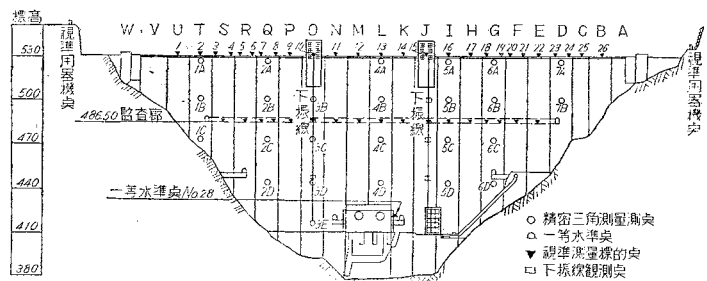 標高
W V U T S R Q P O N M L K J I H G F E D C B A
視準用器機点
視準用器機点
1 2 3 4 5 6 7 8 9 10 11 12 13 14 15 16 17 18 19 20 21 22 23 24 25 26
530
1A 2A 4A 5A 6A 7A
500
1B 2B 3B 4B 5B 6B 7B
下振線
下振線
486.50 監査廊
470
1C 2C 3C 4C 5C 6C
440
2D 3D 4D 5D 6D
一等水準点No.28
410
3E
380
○ 精密三角測量測点
一等水準点
▼ 視準測量標的点
下振線観測点